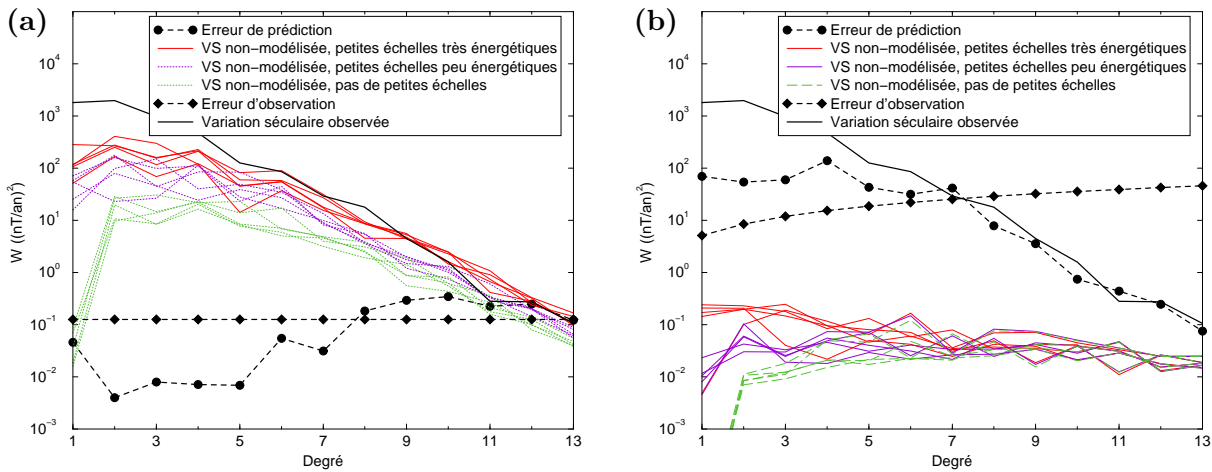 (a)
Erreur de prédiction
VS non−modélisée, petites échelles très énergétiques
VS non−modélisée, petites échelles peu énergétiques
VS non−modélisée, pas de petites échelles
Erreur d'observation
Variation séculaire observée
10^4
10^3
10^2
10^1
10^0
10^−1
10^−2
10^−3
W ((nT/an)^2)
1 3 5 7 9 11 13
Degré
(b)
Erreur de prédiction
VS non−modélisée, petites échelles très énergétiques
VS non−modélisée, petites échelles peu énergétiques
VS non−modélisée, pas de petites échelles
Erreur d'observation
Variation séculaire observée
10^4
10^3
10^2
10^1
10^0
10^−1
10^−2
10^−3
W ((nT/an)^2)
1 3 5 7 9 11 13
Degré